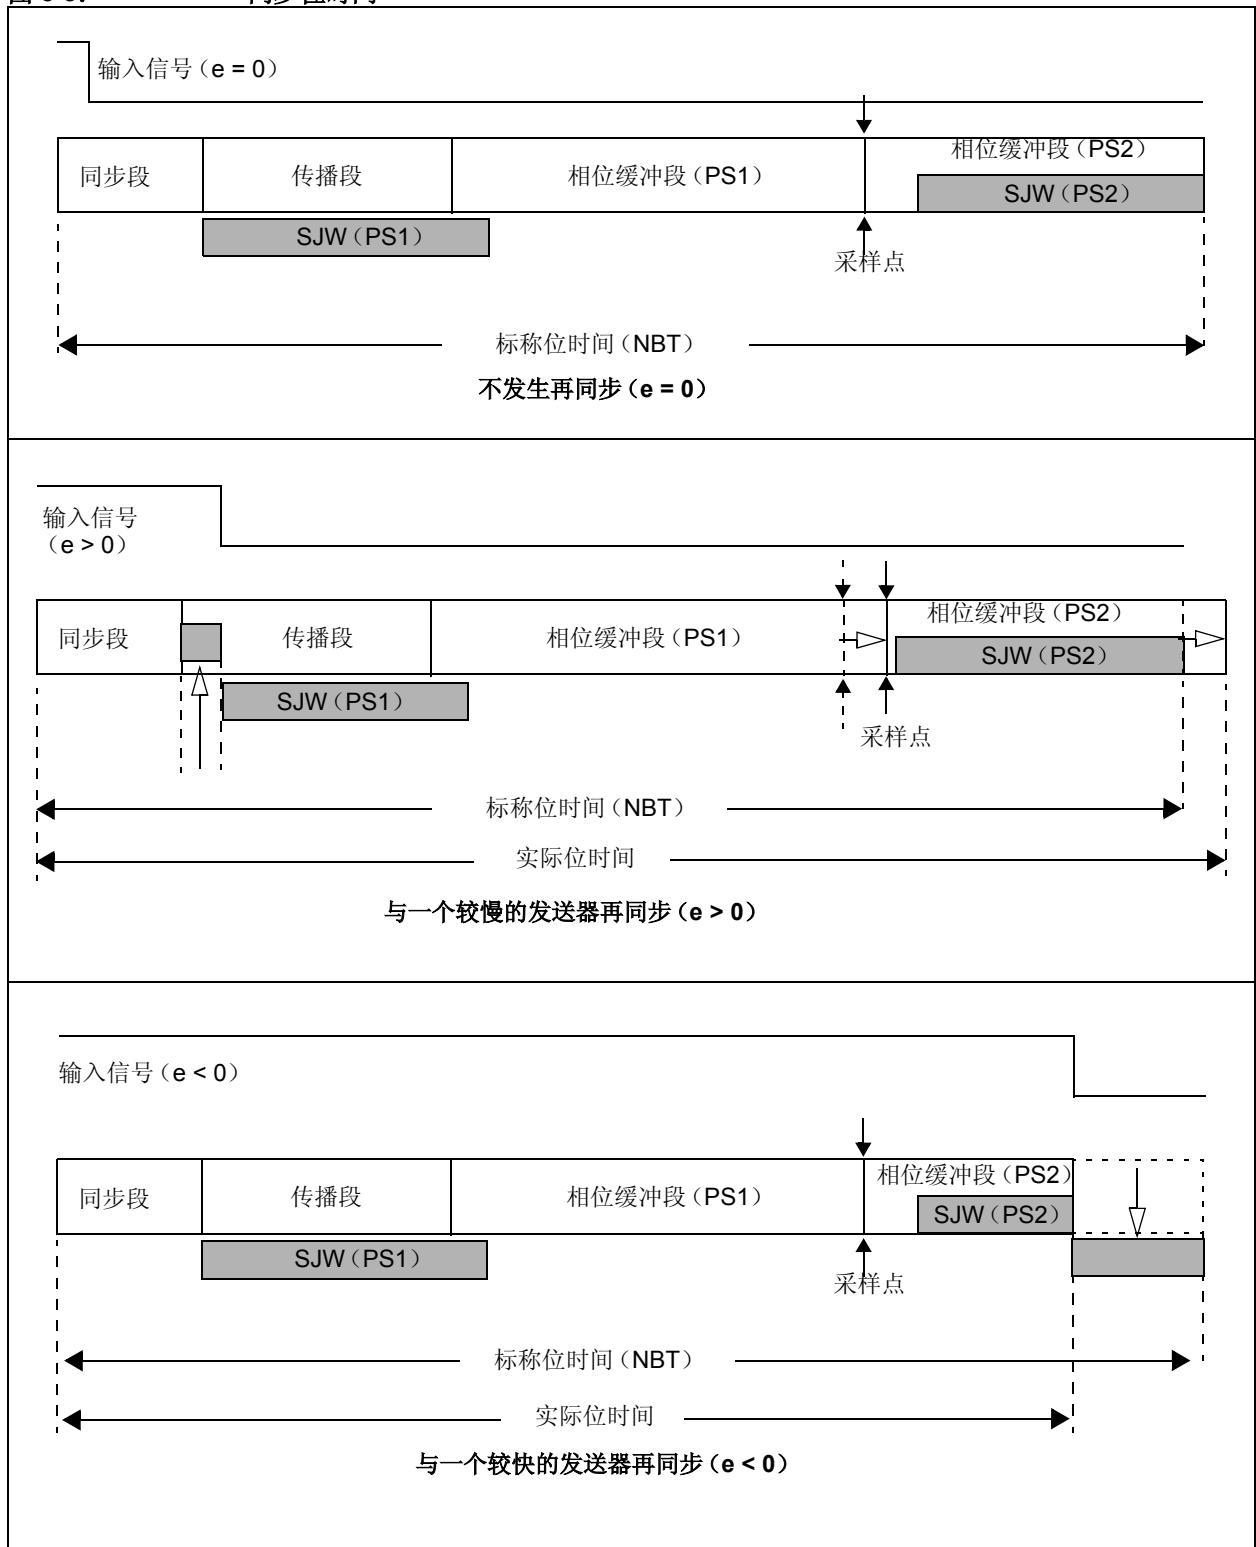 输入信号（e = 0）
同步段
传播段
相位缓冲段（PS1）
相位缓冲段（PS2）
SJW（PS2）
SJW（PS1）
采样点
标称位时间（NBT）
不发生再同步（e = 0）
输入信号
（e > 0）
同步段
传播段
相位缓冲段（PS1）
相位缓冲段（PS2）
SJW（PS2）
SJW（PS1）
采样点
标称位时间（NBT）
实际位时间
与一个较慢的发送器再同步（e > 0）
输入信号（e < 0）
同步段
传播段
相位缓冲段（PS1）
相位缓冲段（PS2）
SJW（PS2）
SJW（PS1）
采样点
标称位时间（NBT）
实际位时间
与一个较快的发送器再同步（e < 0）